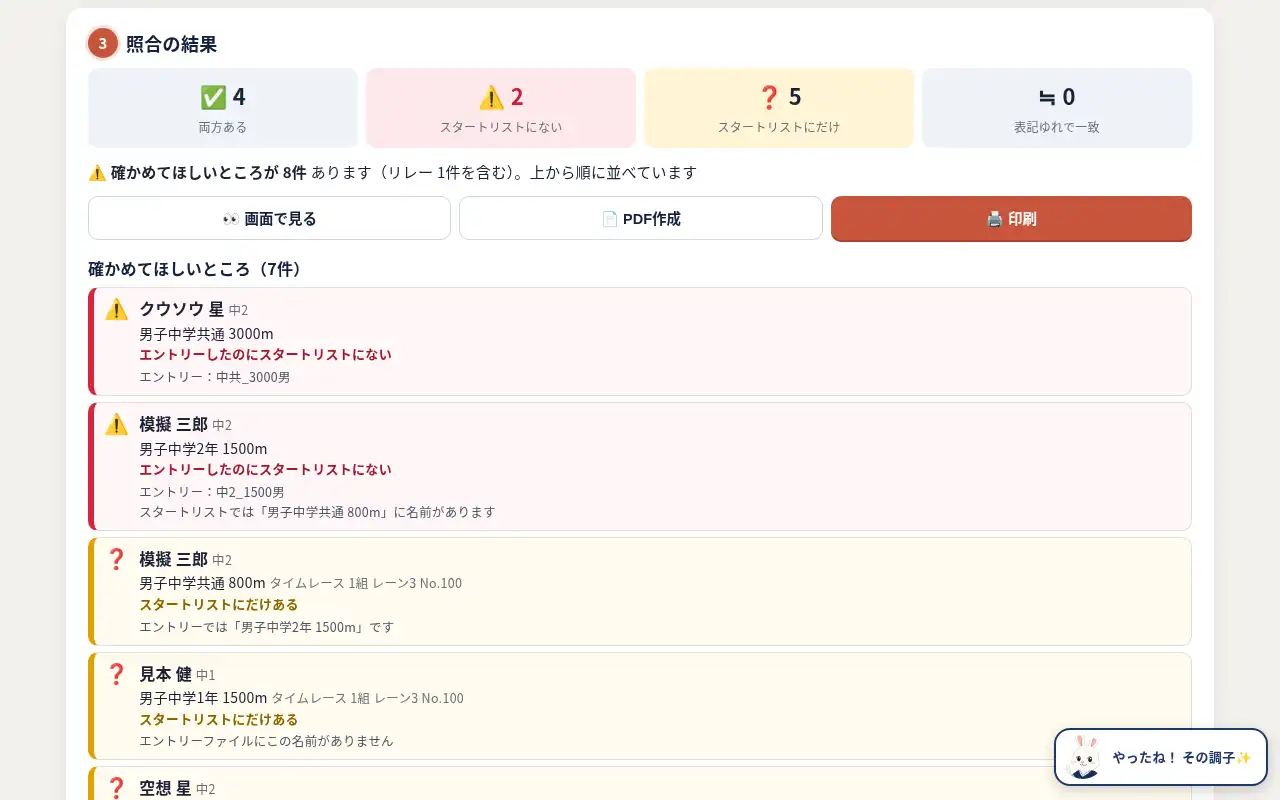 3 照合の結果
✅ 4
両方ある
⚠️ 2
スタートリストにない
❓ 5
スタートリストにだけ
≒ 0
表記ゆれで一致
⚠️ 確かめてほしいところが 8件 あります（リレー 1件を含む）。上から順に並べています
👀 画面で見る
📄 PDF作成
🖨️ 印刷
確かめてほしいところ（7件）
⚠️ クウソウ 星 中2
男子中学共通 3000m
エントリーしたのにスタートリストにない
エントリー：中共_3000男
⚠️ 模擬 三郎 中2
男子中学2年 1500m
エントリーしたのにスタートリストにない
エントリー：中2_1500男
スタートリストでは「男子中学共通 800m」に名前があります
❓ 模擬 三郎 中2
男子中学共通 800m タイムレース 1組 レーン3 No.100
スタートリストにだけある
エントリーでは「男子中学2年 1500m」です
❓ 見本 健 中1
男子中学1年 1500m タイムレース 1組 レーン3 No.100
スタートリストにだけある
エントリーファイルにこの名前がありません
❓ 空想 星 中2
やったね！ その調子✨